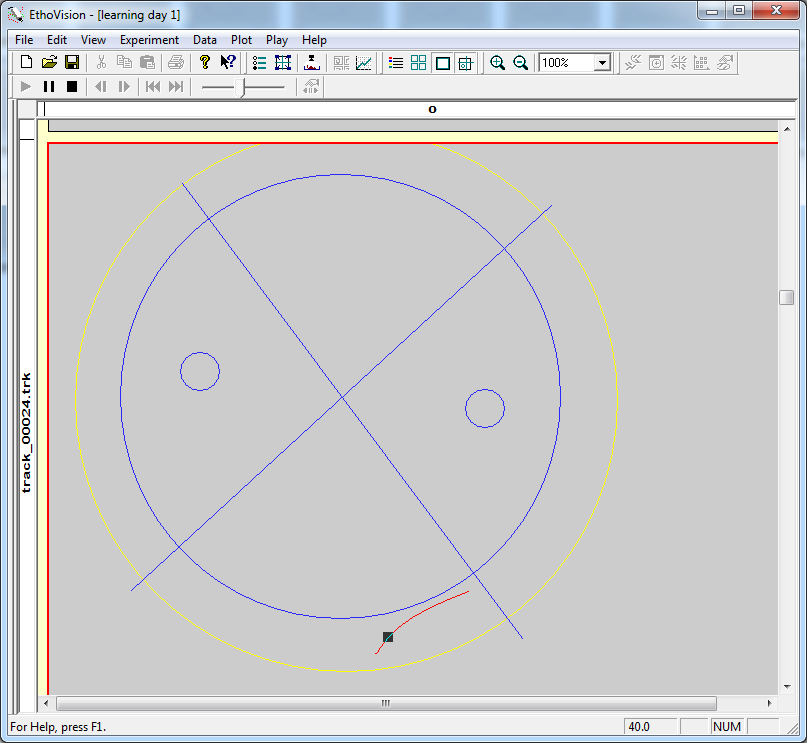 EthoVision - [learning day 1]
File Edit View Experiment Data Plot Play Help
100%
o
track_00024.trk
For Help, press F1.
40.0
NUM